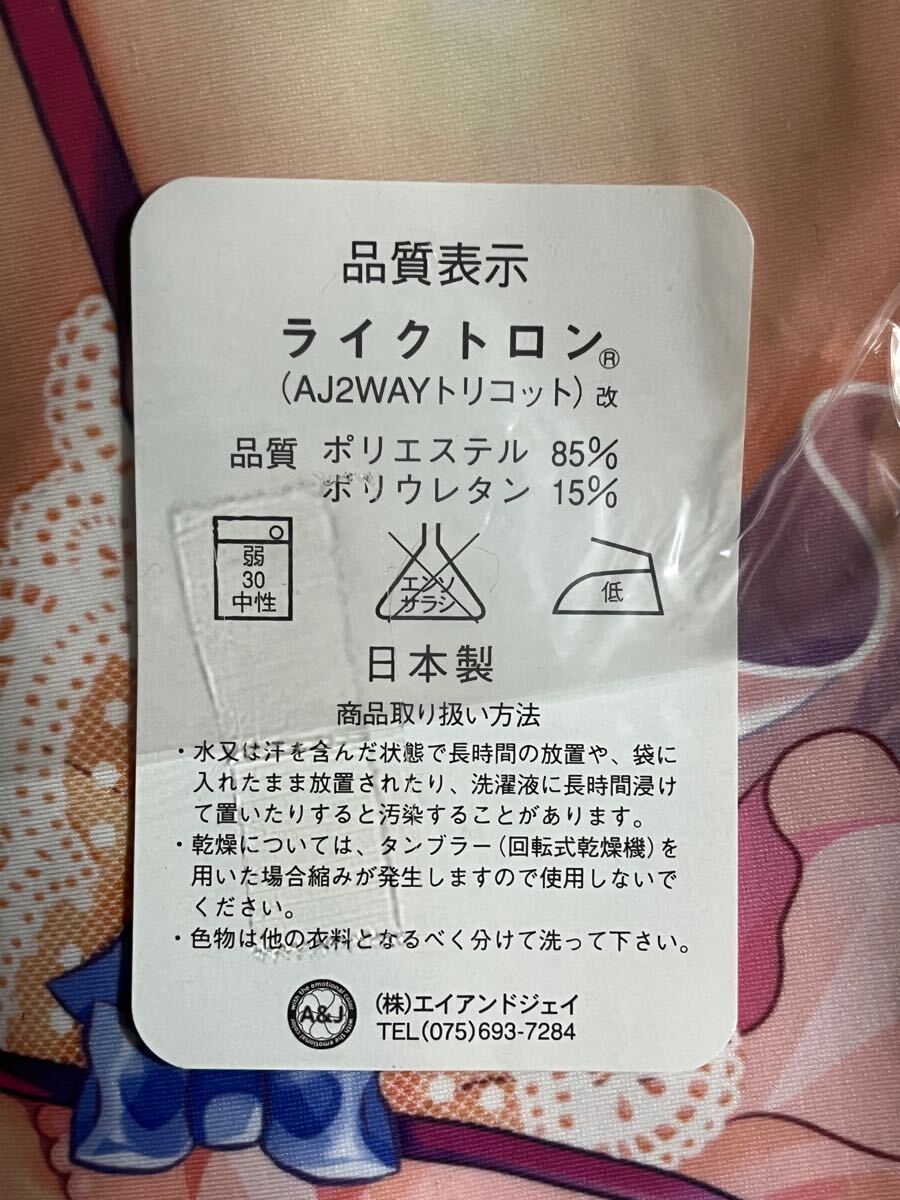 品質表示
ライクトロン®
(AJ2WAYトリコット) 改
品質 ポリエステル 85%
ポリウレタン 15%
弱
30
中性
エンソ
サラシ
低
日本製
商品取り扱い方法
・水又は汗を含んだ状態で長時間の放置や、袋に
入れたまま放置されたり、洗濯液に長時間浸け
て置いたりすると汚染することがあります。
・乾燥については、タンブラー(回転式乾燥機)を
用いた場合縮みが発生しますので使用しないで
ください。
・色物は他の衣料となるべく分けて洗って下さい。
with the emotional color
A&J
with the emotional color
(株)エイアンドジェイ
TEL(075)693-7284